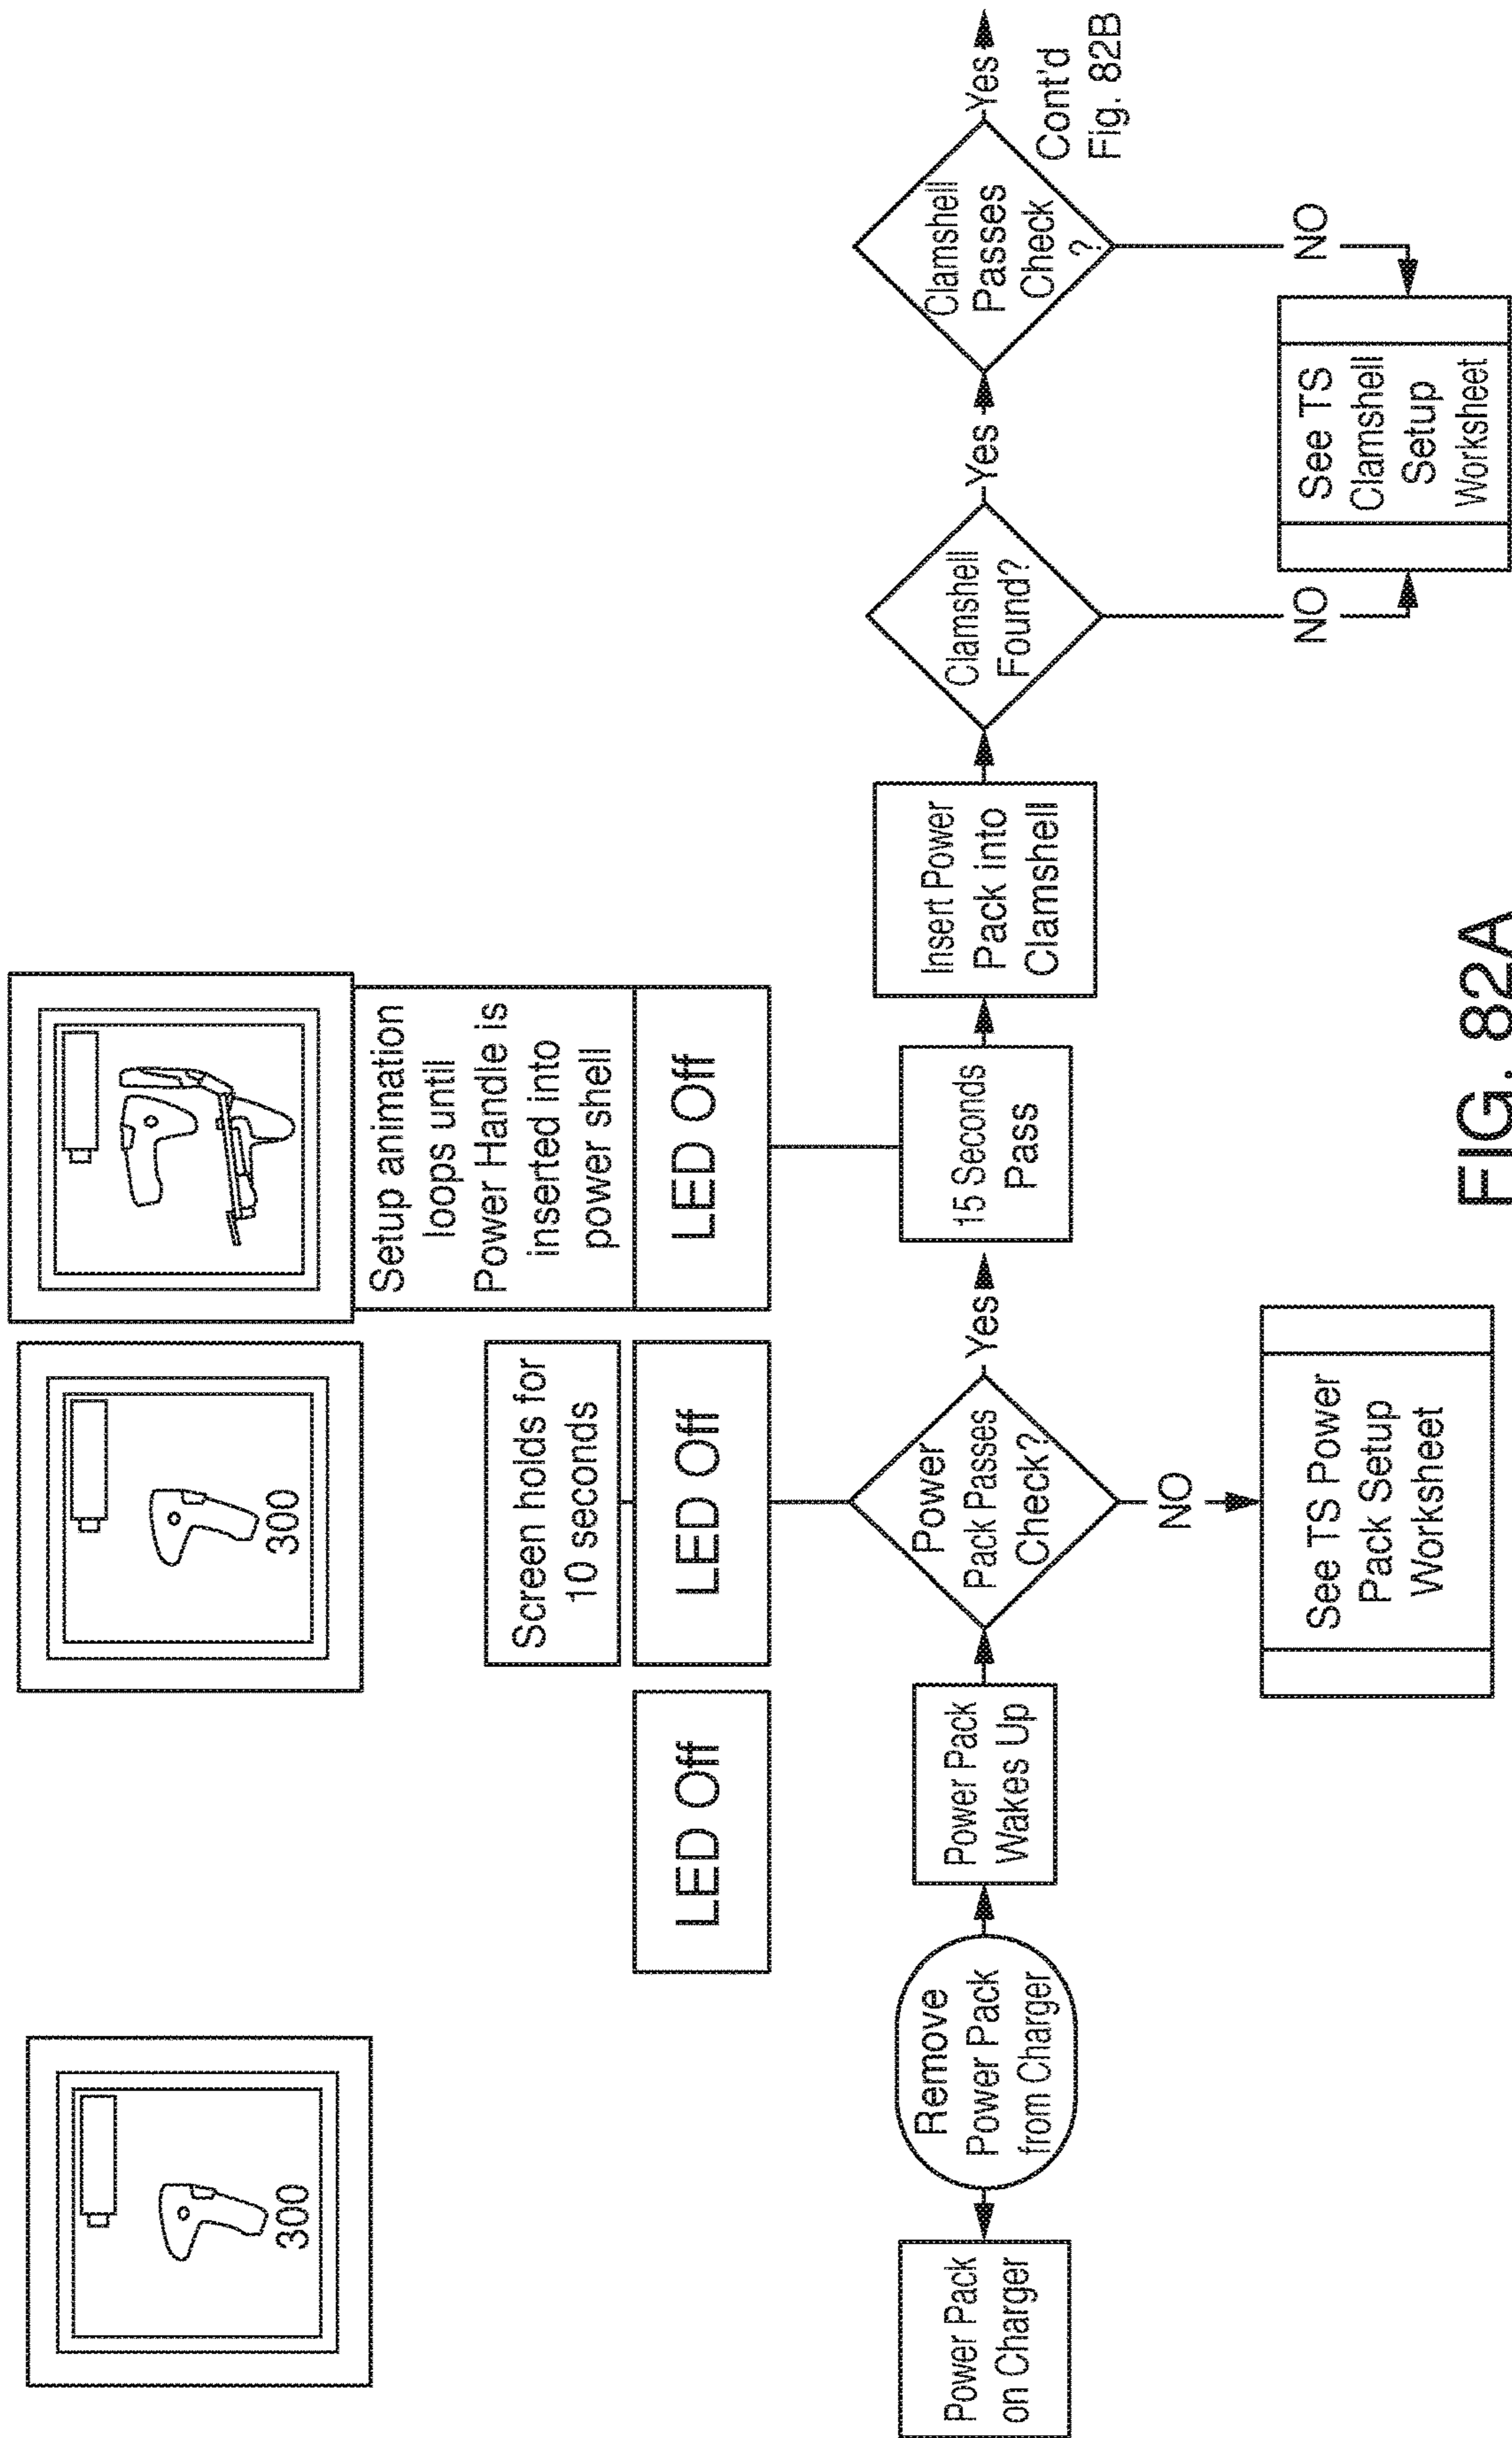 300
300
Screen holds for
10 seconds
Setup animation
loops until
Power Handle is
inserted into
power shell
LED Off
LED Off
LED Off
Power Pack
on Charger
Remove
Power Pack
from Charger
Power Pack
Wakes Up
Power
Pack Passes
Check?
Yes
NO
See TS Power
Pack Setup
Worksheet
15 Seconds
Pass
Insert Power
Pack into
Clamshell
Clamshell
Found?
Yes
NO
Clamshell
Passes
Check
?
Yes
Cont'd
Fig. 82B
NO
See TS
Clamshell
Setup
Worksheet
FIG. 82A